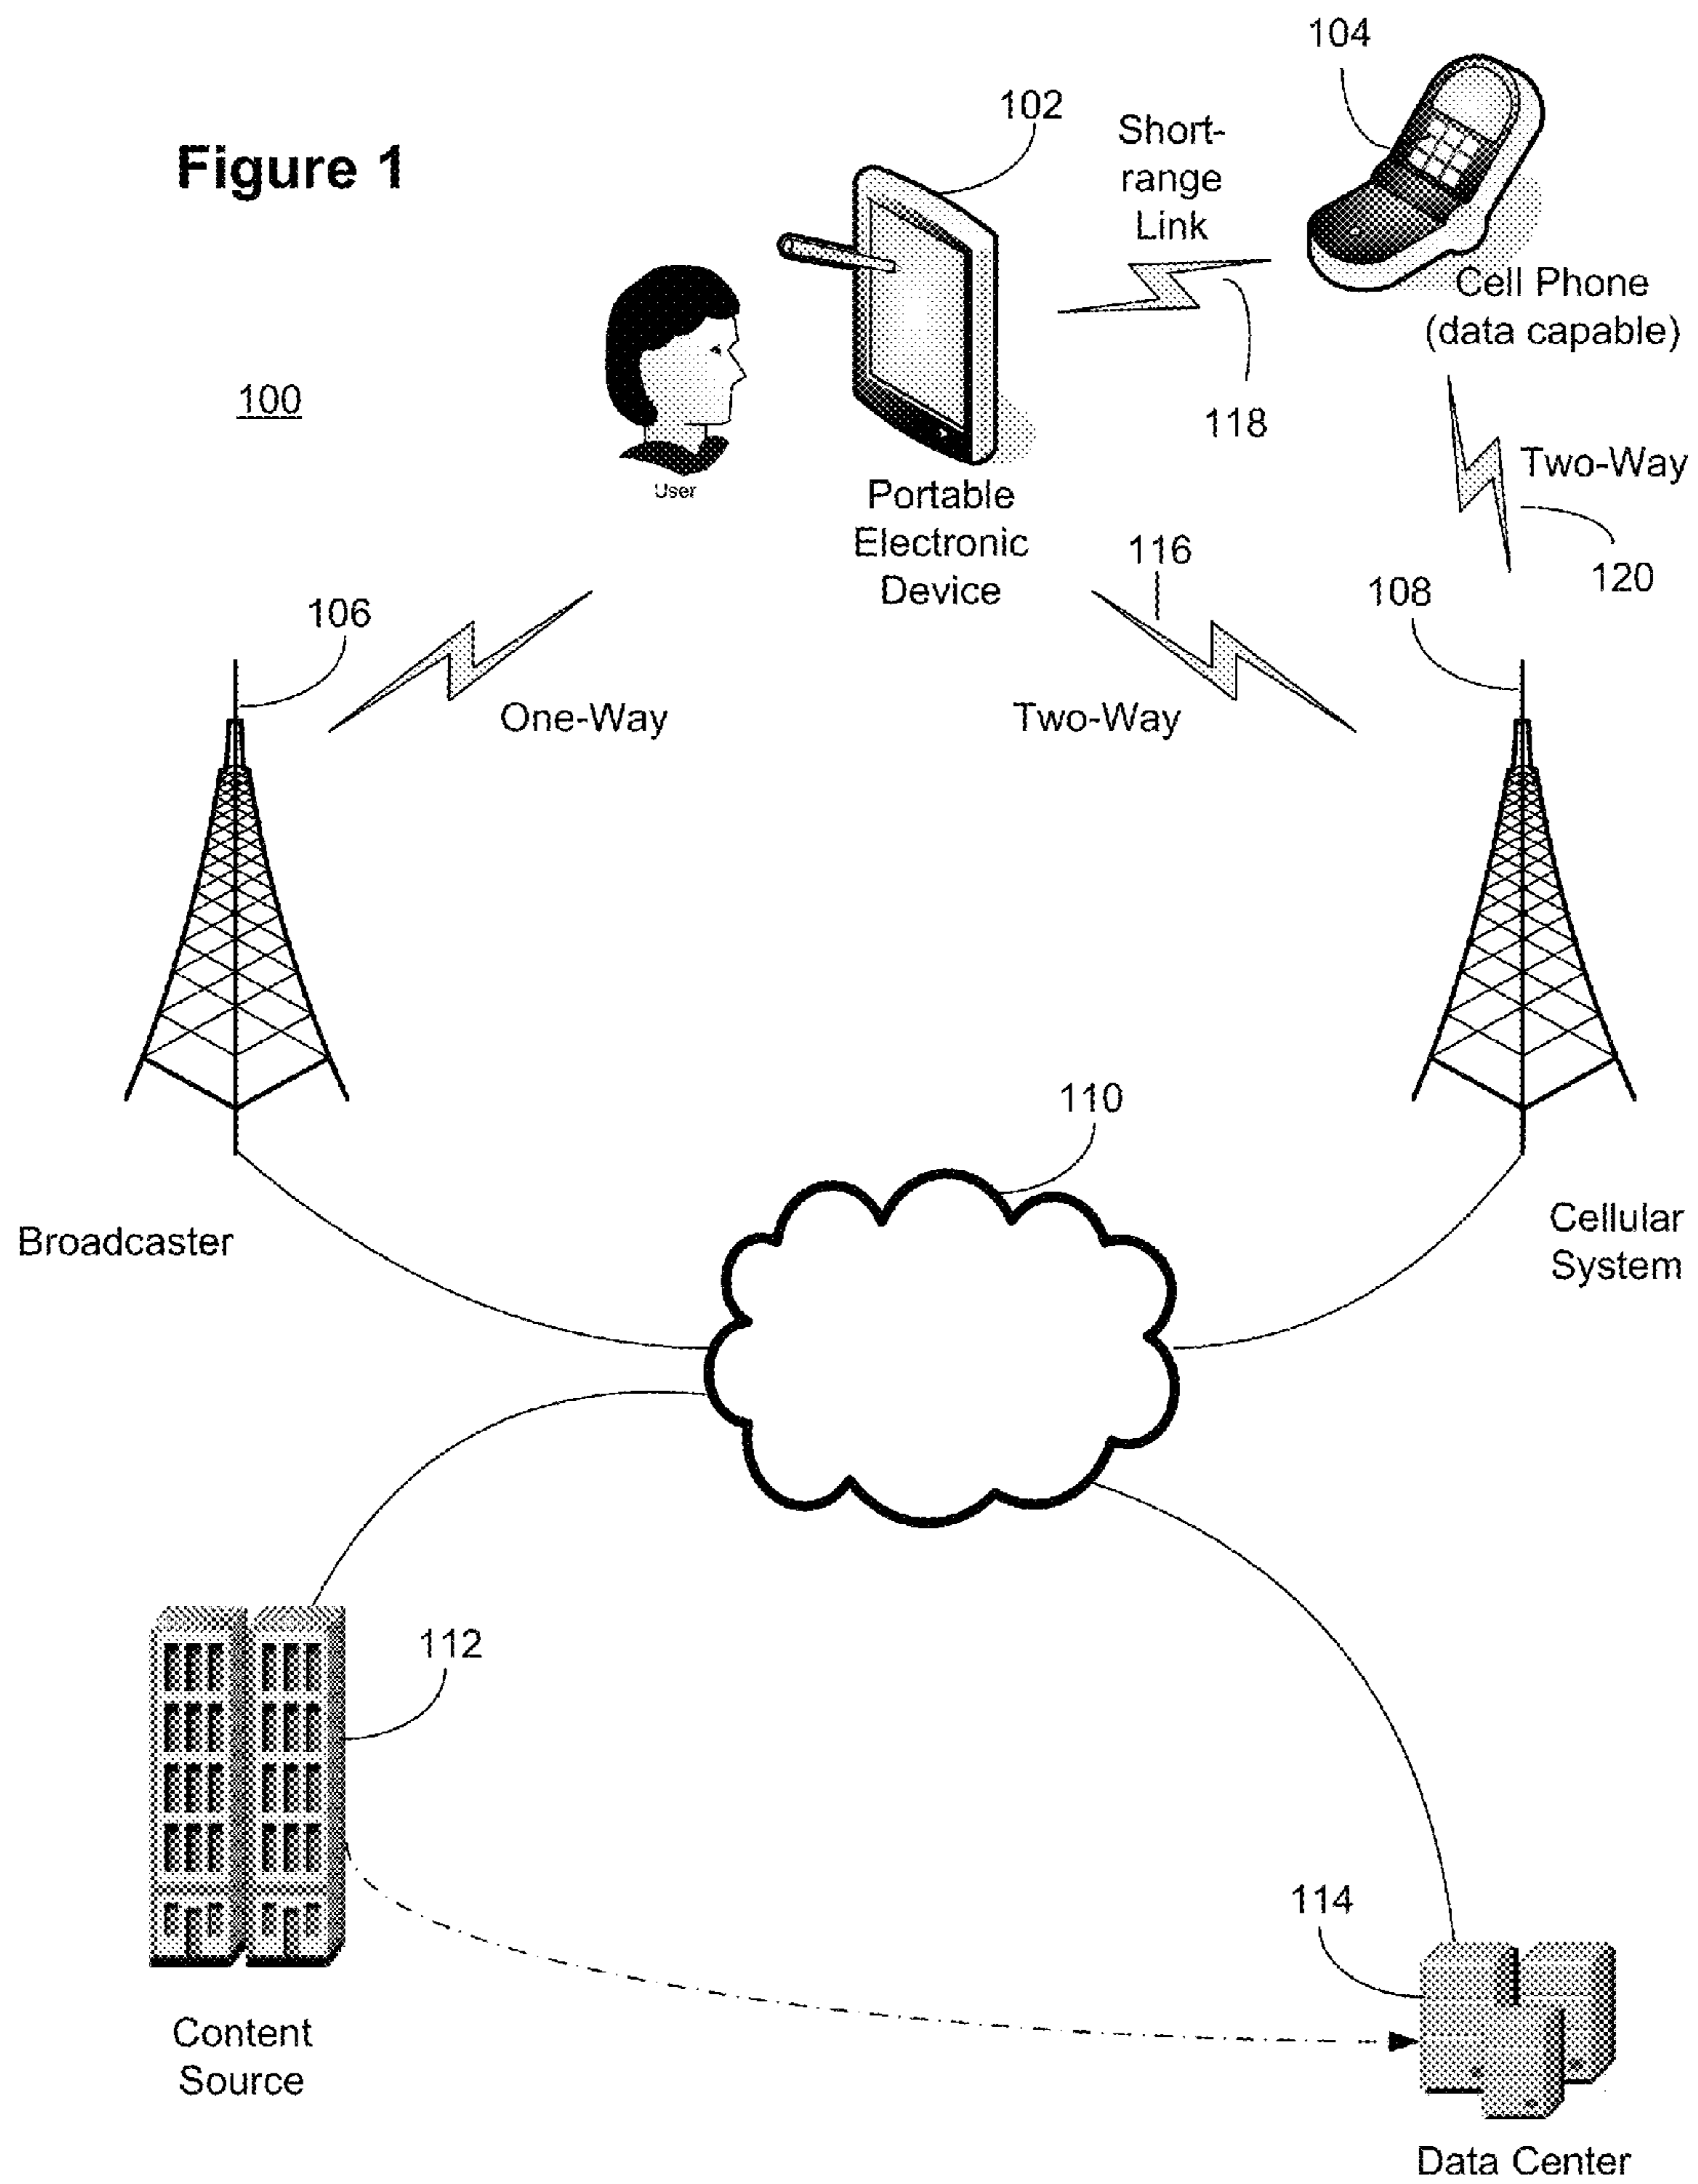 Figure 1
100
102
104
Short-
range
Link
118
Cell Phone
(data capable)
User
Portable
Electronic
Device
Two-Way
120
116
106
108
One-Way
Two-Way
Broadcaster
110
Cellular
System
112
Content
Source
114
Data Center